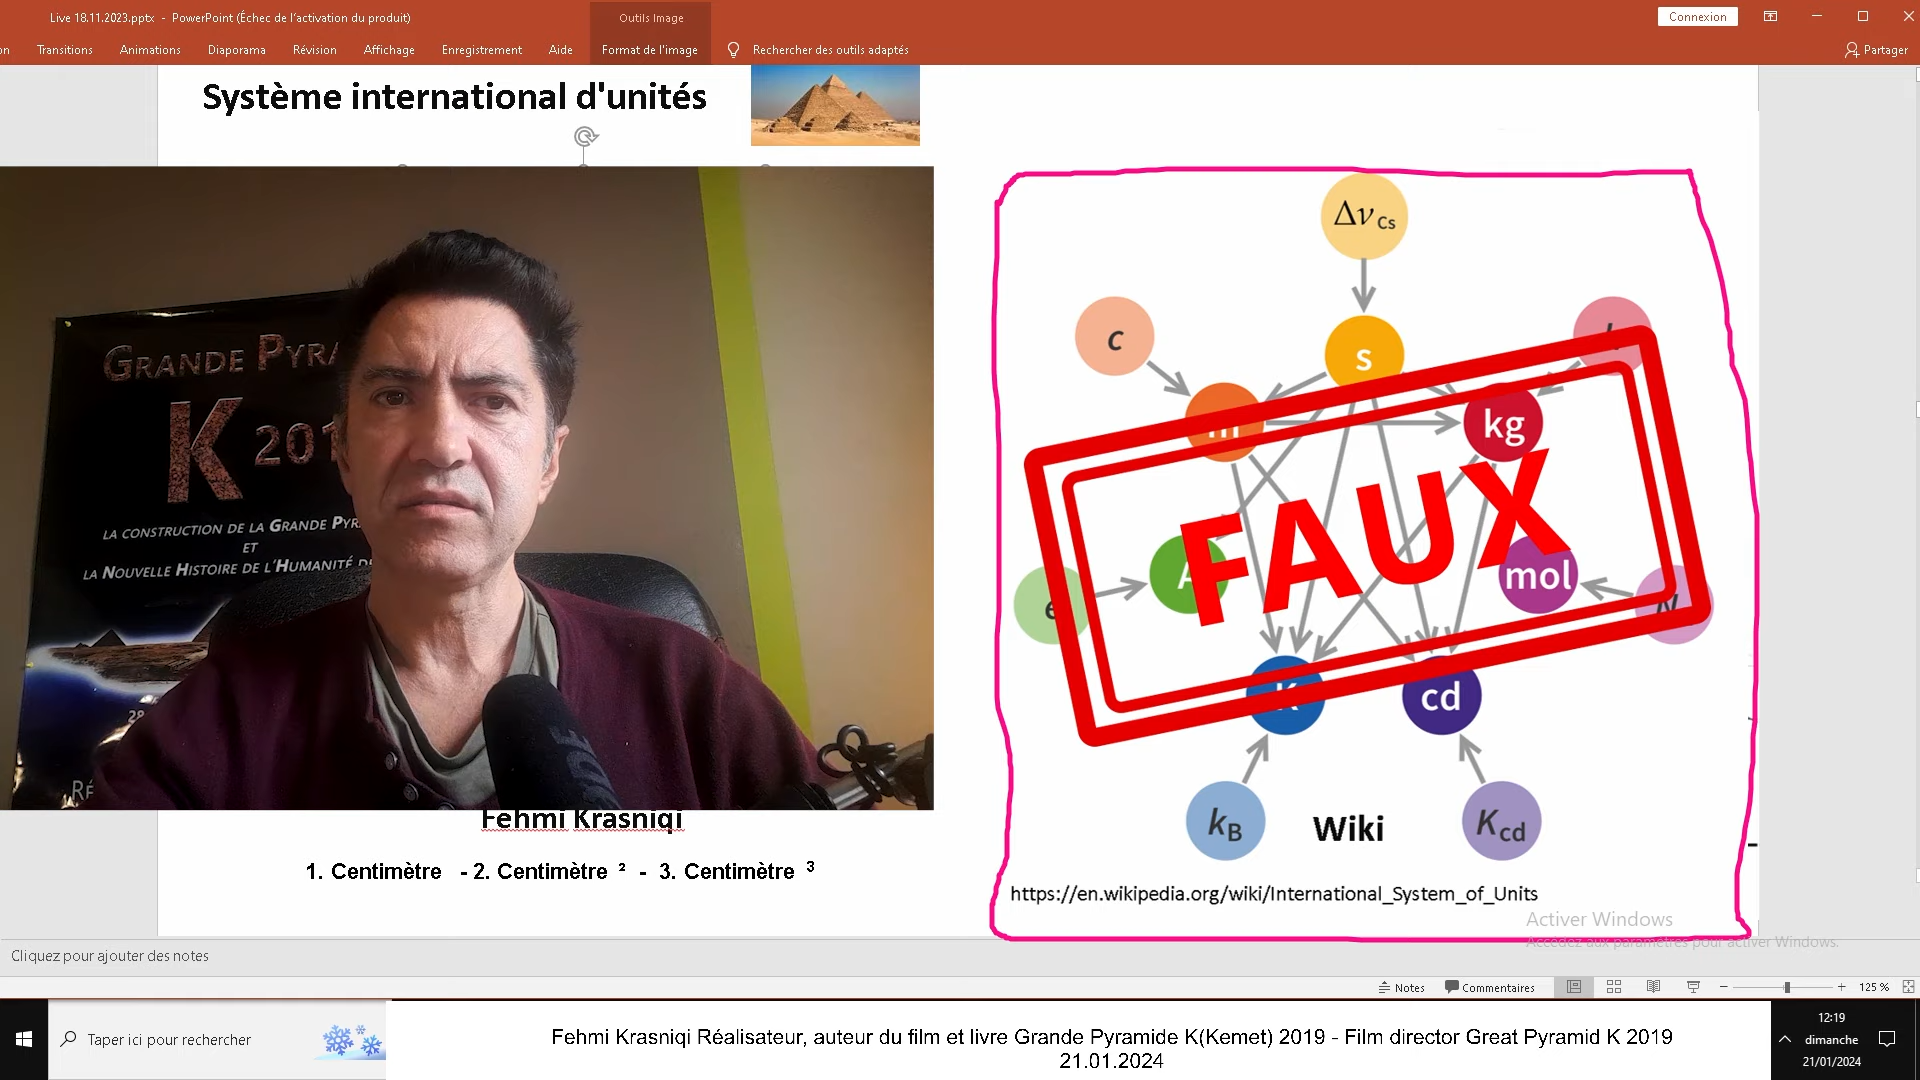 Live 18.11.2023.pptx - PowerPoint (Échec de l'activation du produit)
Outils Image
Connexion
Transitions Animations Diaporama Révision Affichage Enregistrement Aide Format de l'image Rechercher des outils adaptés Partager
Système international d'unités
Δν Cs
c
s
kg
GRANDE PYRA
K 201
LA CONSTRUCTION DE LA GRANDE PYR
ET
LA NOUVELLE HISTOIRE DE L'HUMANITÉ DE
28
RÉ
FAUX
m
A
mol
e
N
K
cd
kB
Wiki
Kcd
Fehmi Krasniqi
1. Centimètre - 2. Centimètre ² - 3. Centimètre ³
https://en.wikipedia.org/wiki/International_System_of_Units
Activer Windows
Accédez aux paramètres pour activer Windows.
Cliquez pour ajouter des notes
Notes Commentaires 125 %
Taper ici pour rechercher
Fehmi Krasniqi Réalisateur, auteur du film et livre Grande Pyramide K(Kemet) 2019 - Film director Great Pyramid K 2019
21.01.2024
12:19
dimanche
21/01/2024